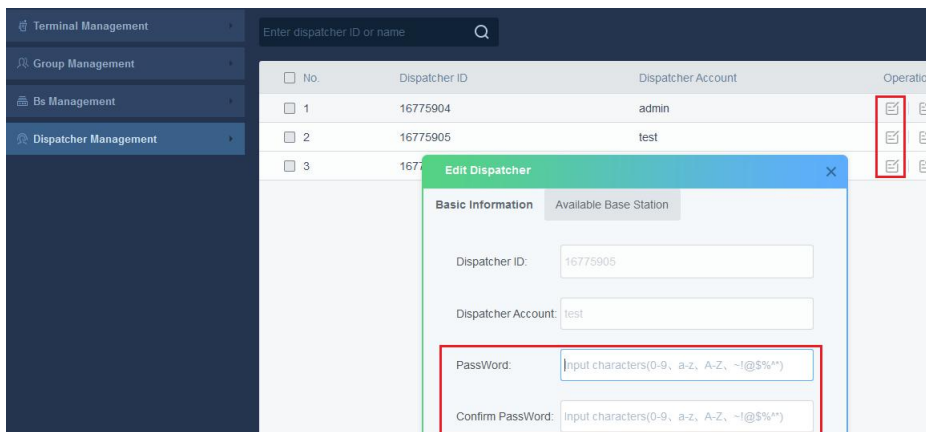 Terminal Management
Enter dispatcher ID or name
Group Management
No. Dispatcher ID Dispatcher Account
Bs Management
1 16775904 admin
Dispatcher Management
2 16775905 test
3
Edit Dispatcher
Basic Information Available Base Station
Dispatcher ID: 16775905
Dispatcher Account: test
PassWord: Input characters(0-9、a-z、A-Z、~!@$%^*)
Confirm PassWord: Input characters(0-9、a-z、A-Z、~!@$%^*)